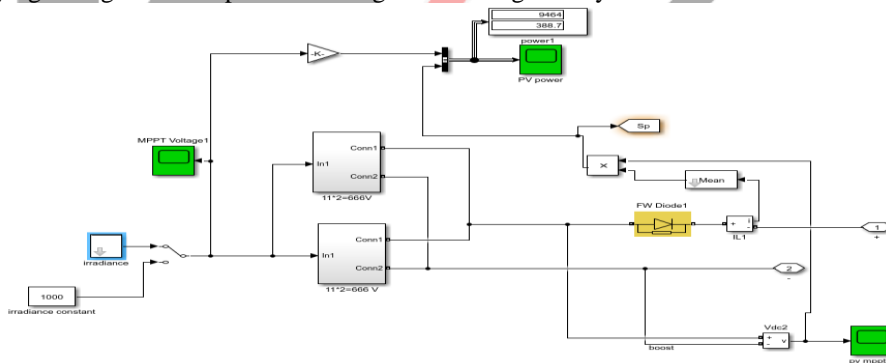 9464
388.7
power1
-K-
PV power
MPPT Voltage1
Sp
Conn1
In1
Conn2
×
Mean
11*2=666V
FW Diode1
Conn1
+
i
-
IL1
1
+
In1
irradiance
Conn2
2
-
11*2=666 V
1000
irradiance constant
Vdc2
+
-
v
boost
pv mppt